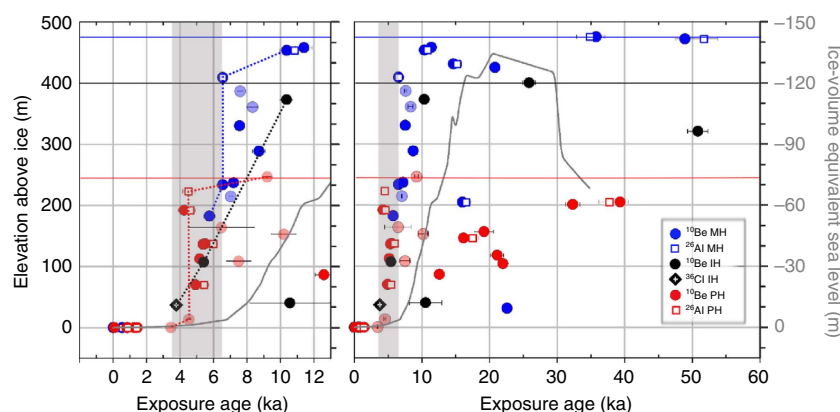 500
400
300
200
100
0
Elevation above ice (m)
0 2 4 6 8 10 12
Exposure age (ka)
0 10 20 30 40 50 60
Exposure age (ka)
−150
−120
−90
−60
−30
0
Ice-volume equivalent sea level) (m)
¹⁰Be MH
²⁶Al MH
¹⁰Be IH
³⁶Cl IH
¹⁰Be PH
²⁶Al PH